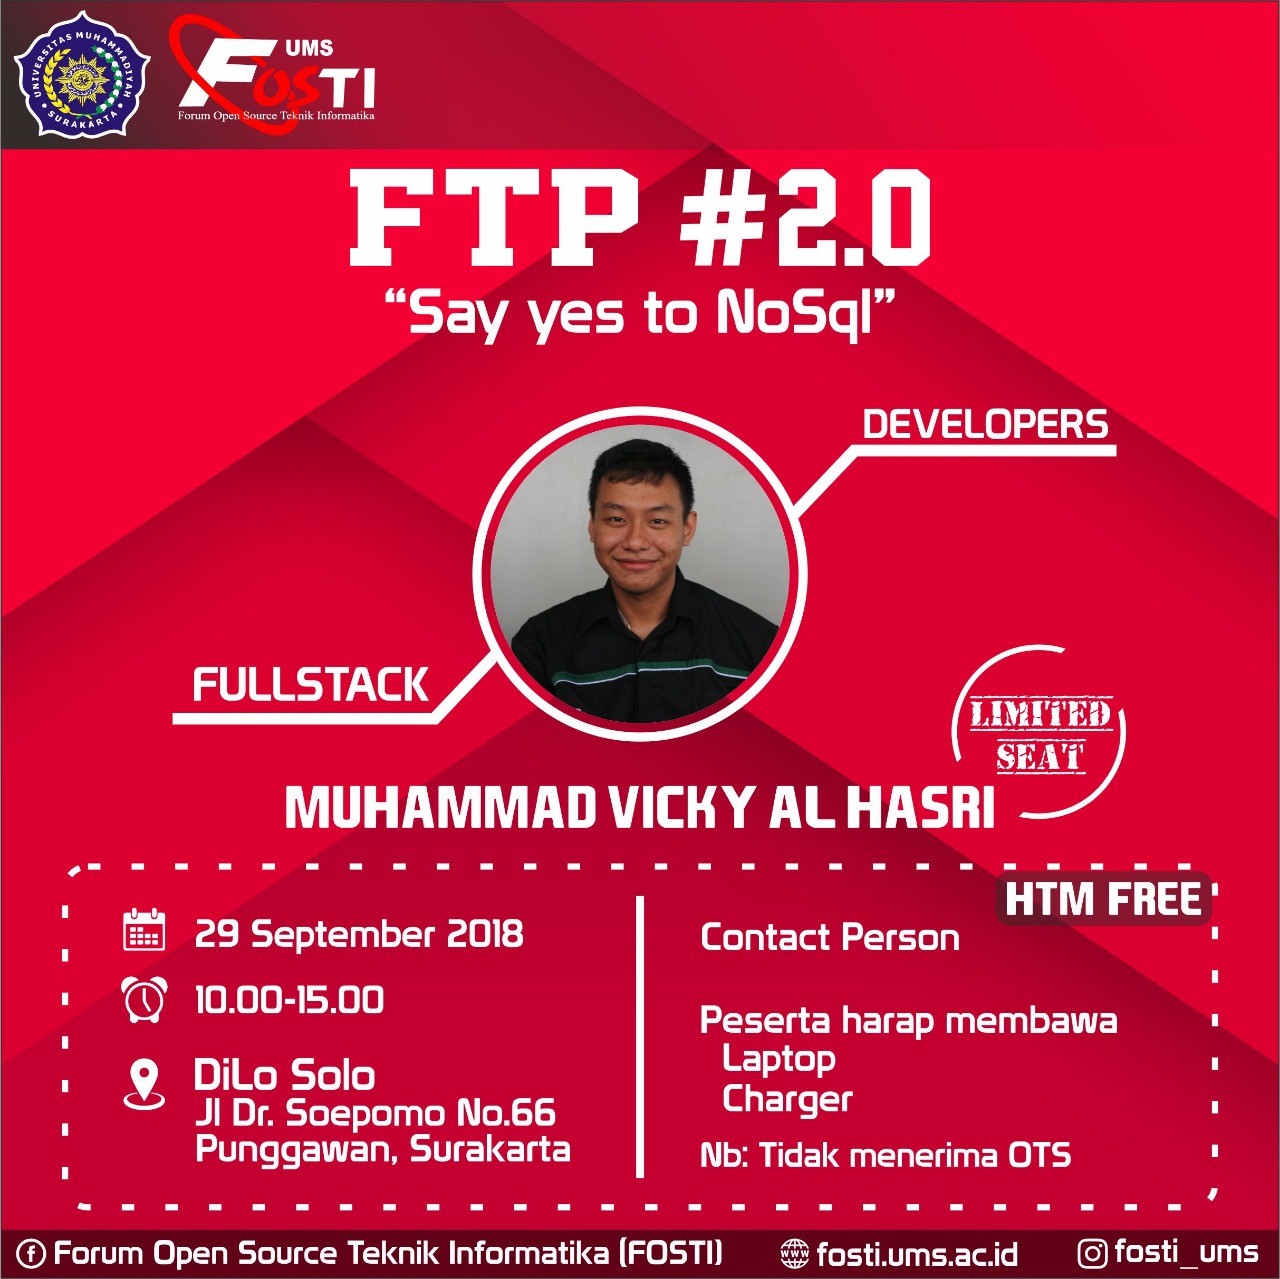 UNIVERSITAS MUHAMMADIYAH
SURAKARTA
UMS
FOSTI
Forum Open Source Teknik Informatika
FTP #2.0
“Say yes to NoSql”
DEVELOPERS
FULLSTACK
LIMITED
SEAT
MUHAMMAD VICKY AL HASRI
HTM FREE
29 September 2018
10.00-15.00
DiLo Solo
Jl Dr. Soepomo No.66
Punggawan, Surakarta
Contact Person
Peserta harap membawa
Laptop
Charger
Nb: Tidak menerima OTS
Forum Open Source Teknik Informatika (FOSTI)
fosti.ums.ac.id
fosti_ums